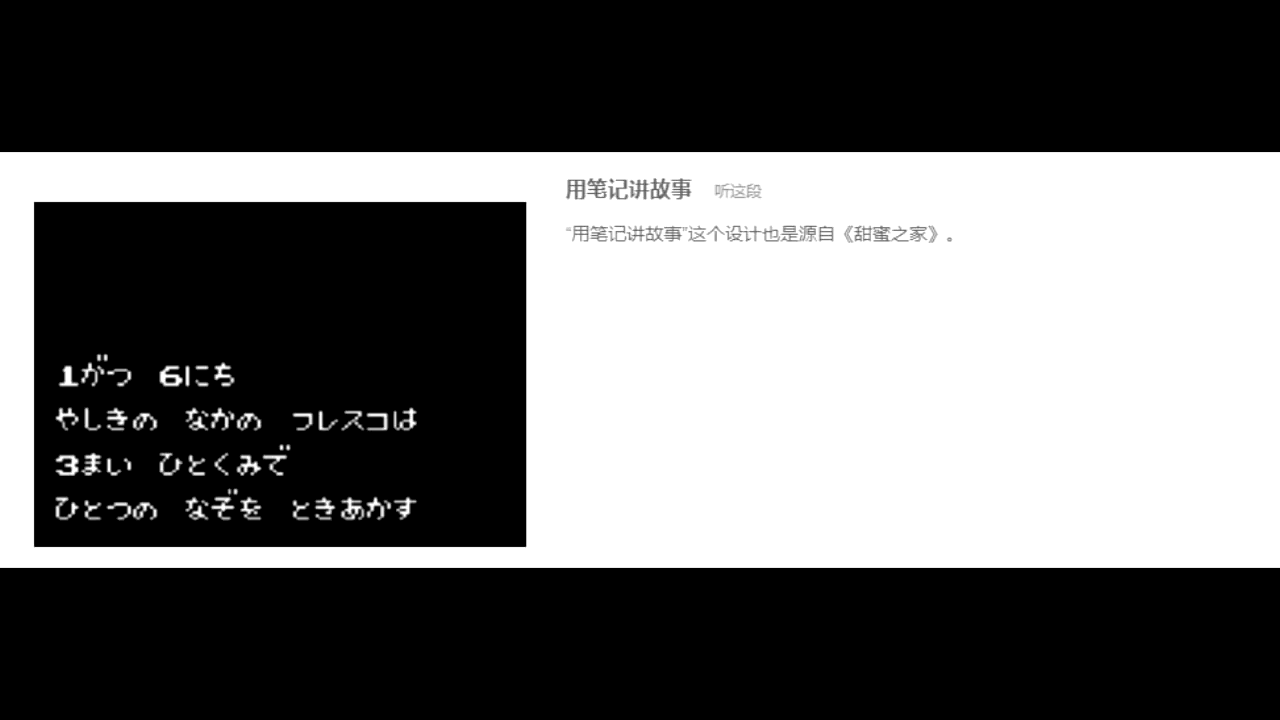 用笔记讲故事 听这段
“用笔记讲故事”这个设计也是源自《甜蜜之家》。
1がつ 6にち
やしきの なかの フレスコは
3まい ひとくみで
ひとつの なぞを ときあかす